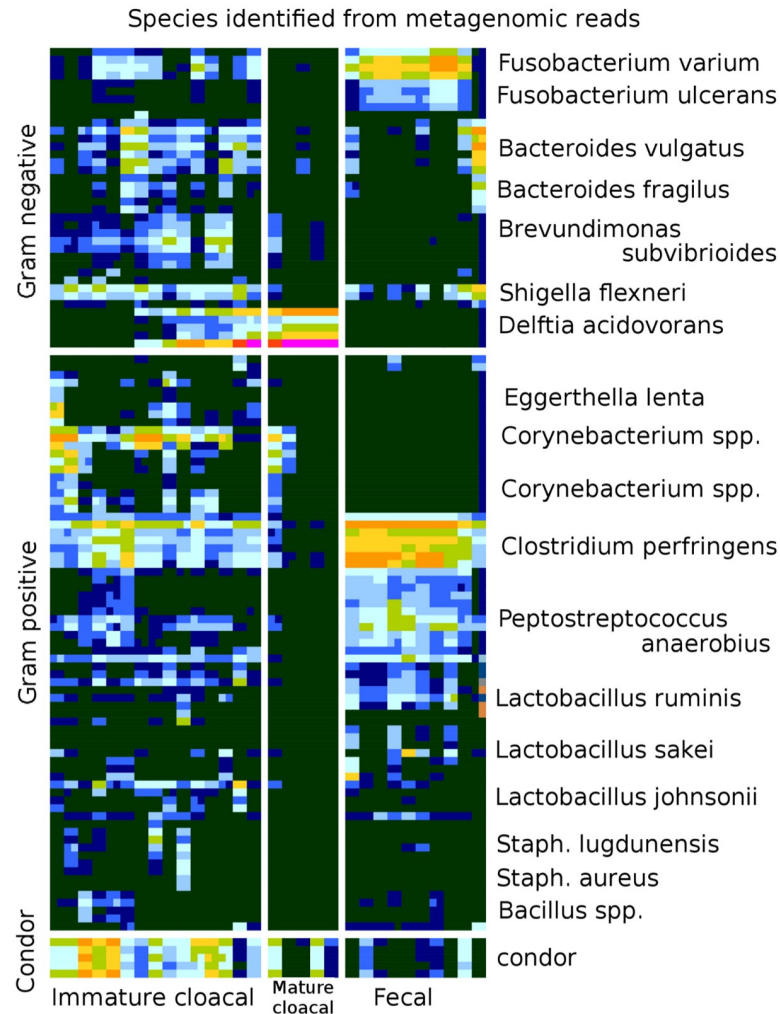 Species identified from metagenomic reads
Gram negative
Fusobacterium varium
Fusobacterium ulcerans
Bacteroides vulgatus
Bacteroides fragilus
Brevundimonas
subvibrioides
Shigella flexneri
Delftia acidovorans
Gram positive
Eggerthella lenta
Corynebacterium spp.
Corynebacterium spp.
Clostridium perfringens
Peptostreptococcus
anaerobius
Lactobacillus ruminis
Lactobacillus sakei
Lactobacillus johnsonii
Staph. lugdunensis
Staph. aureus
Bacillus spp.
Condor
condor
Immature cloacal
Mature
cloacal
Fecal